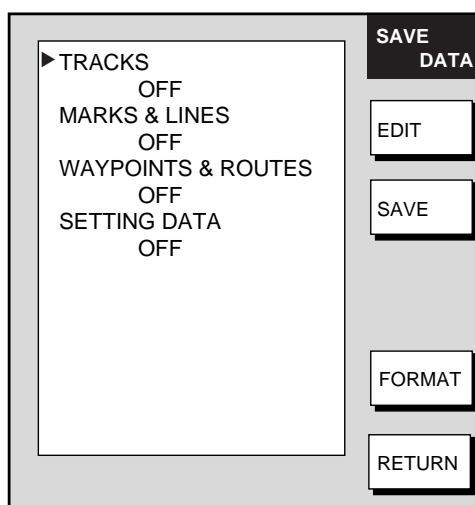 SAVE
DATA
▶TRACKS
OFF
MARKS & LINES
OFF
WAYPOINTS & ROUTES
OFF
SETTING DATA
OFF
EDIT
SAVE
FORMAT
RETURN